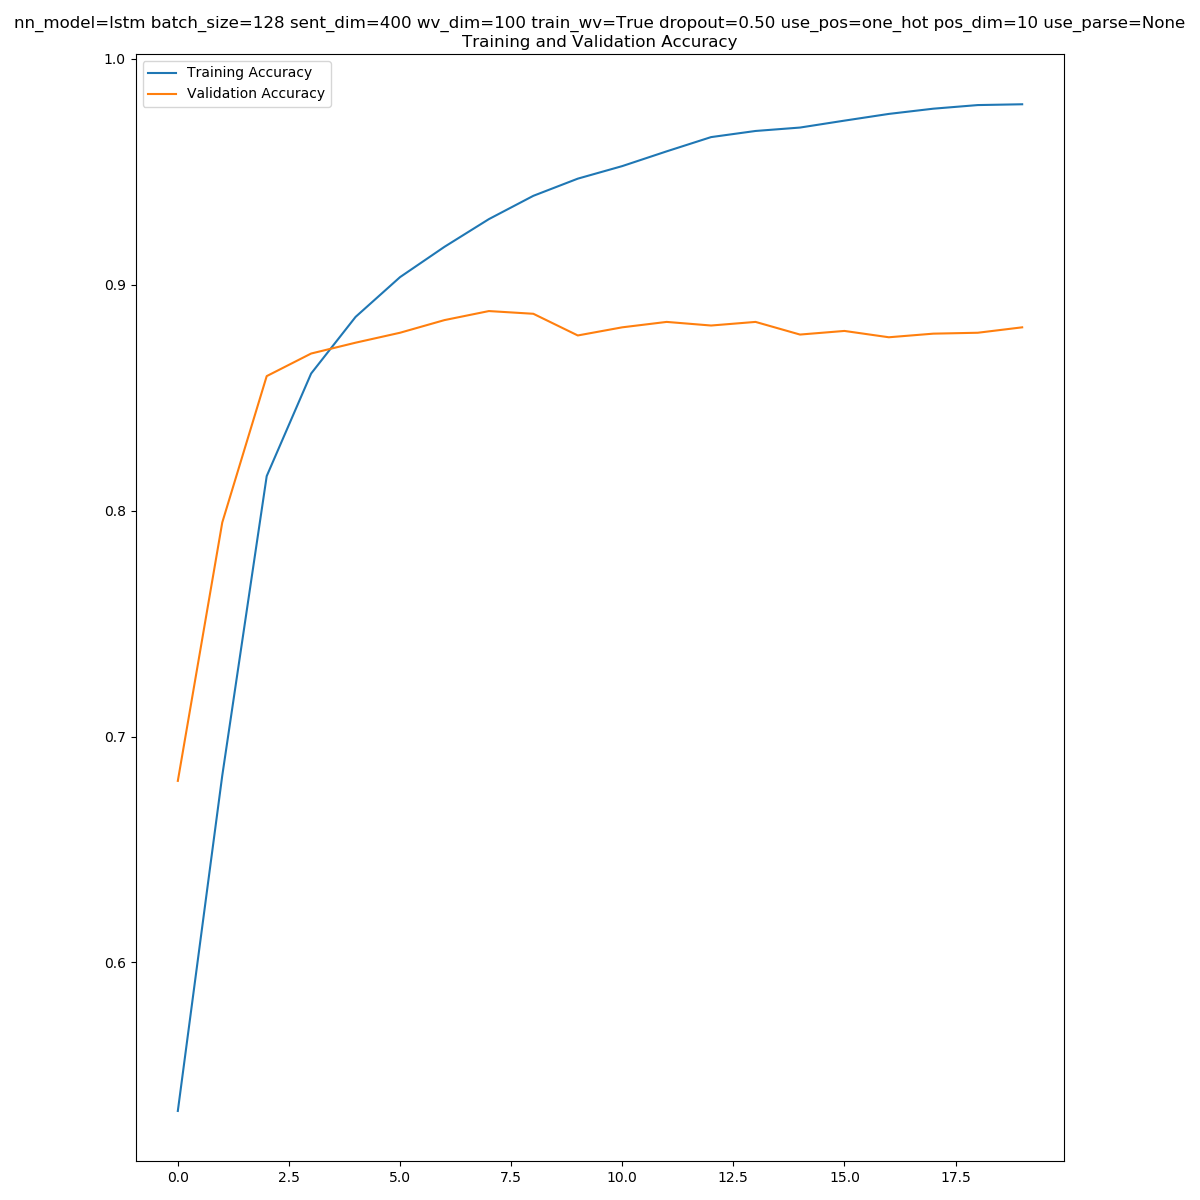 nn_model=lstm batch_size=128 sent_dim=400 wv_dim=100 train_wv=True dropout=0.50 use_pos=one_hot pos_dim=10 use_parse=None
Training and Validation Accuracy
Training Accuracy
Validation Accuracy
1.0
0.9
0.8
0.7
0.6
0.0 2.5 5.0 7.5 10.0 12.5 15.0 17.5